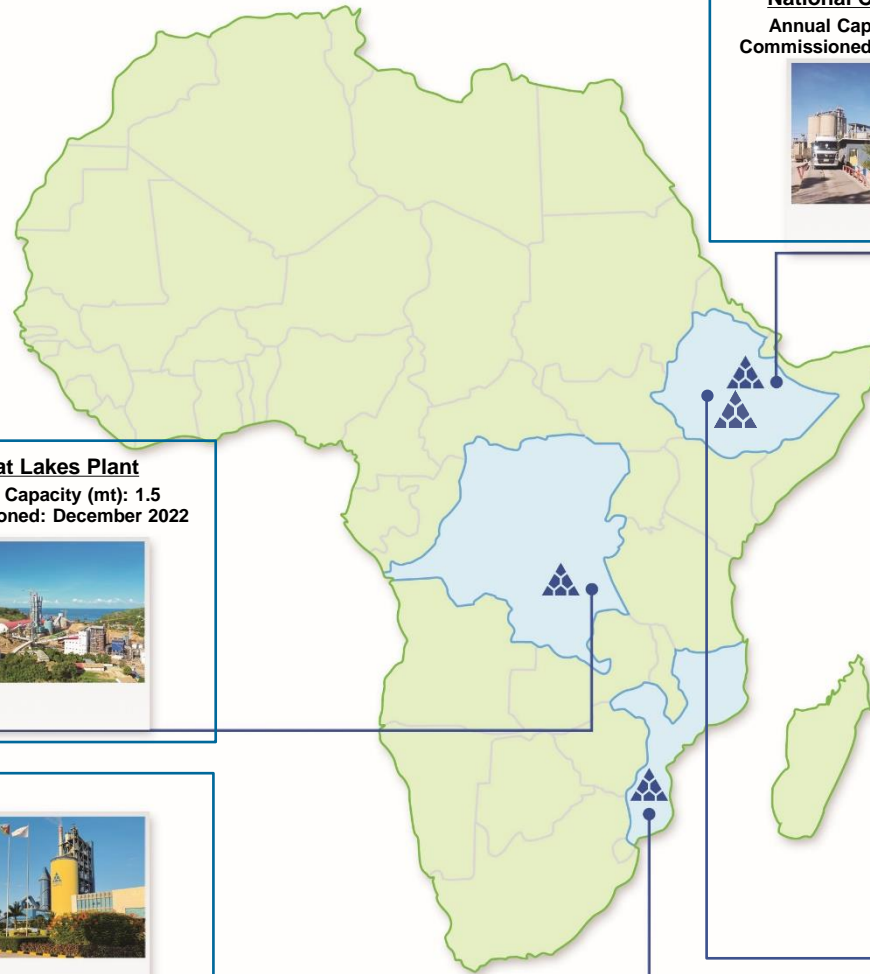 National
Annual Cap
Commissioned
at Lakes Plant
Capacity (mt): 1.5
oned: December 2022